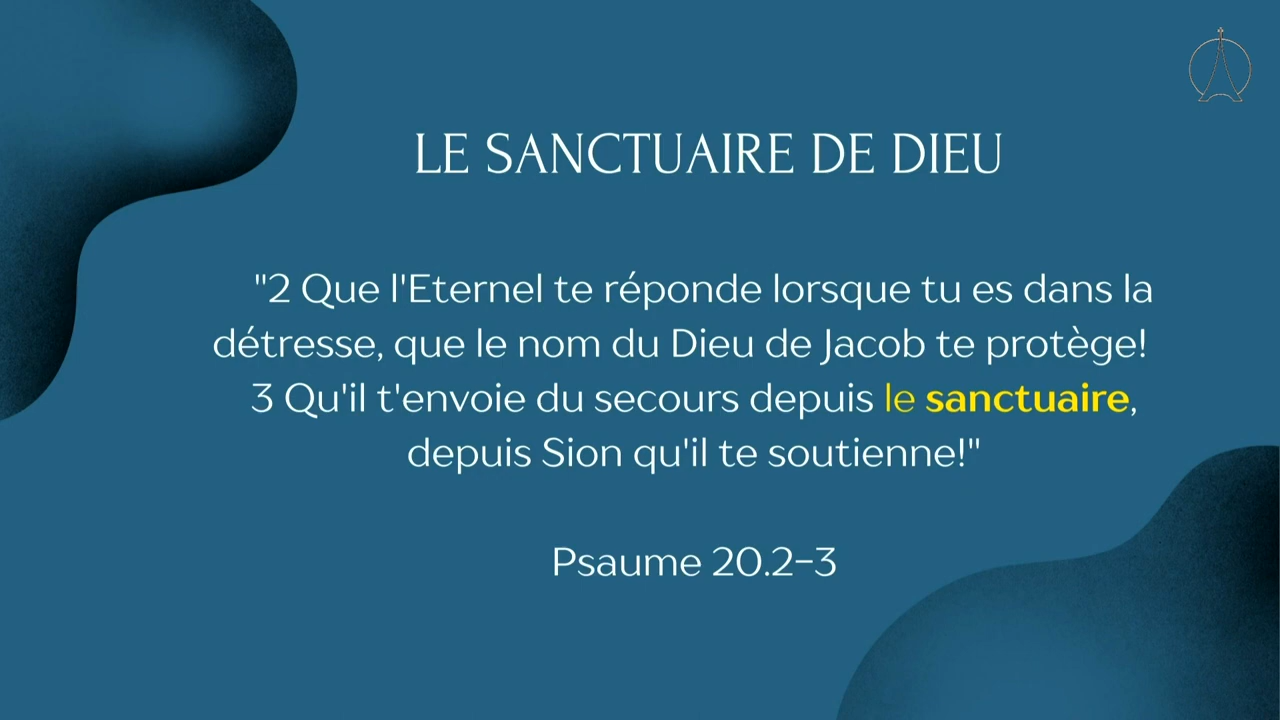 LE SANCTUAIRE DE DIEU
"2 Que l'Eternel te réponde lorsque tu es dans la
détresse, que le nom du Dieu de Jacob te protège!
3 Qu'il t'envoie du secours depuis le sanctuaire,
depuis Sion qu'il te soutienne!"
Psaume 20.2-3